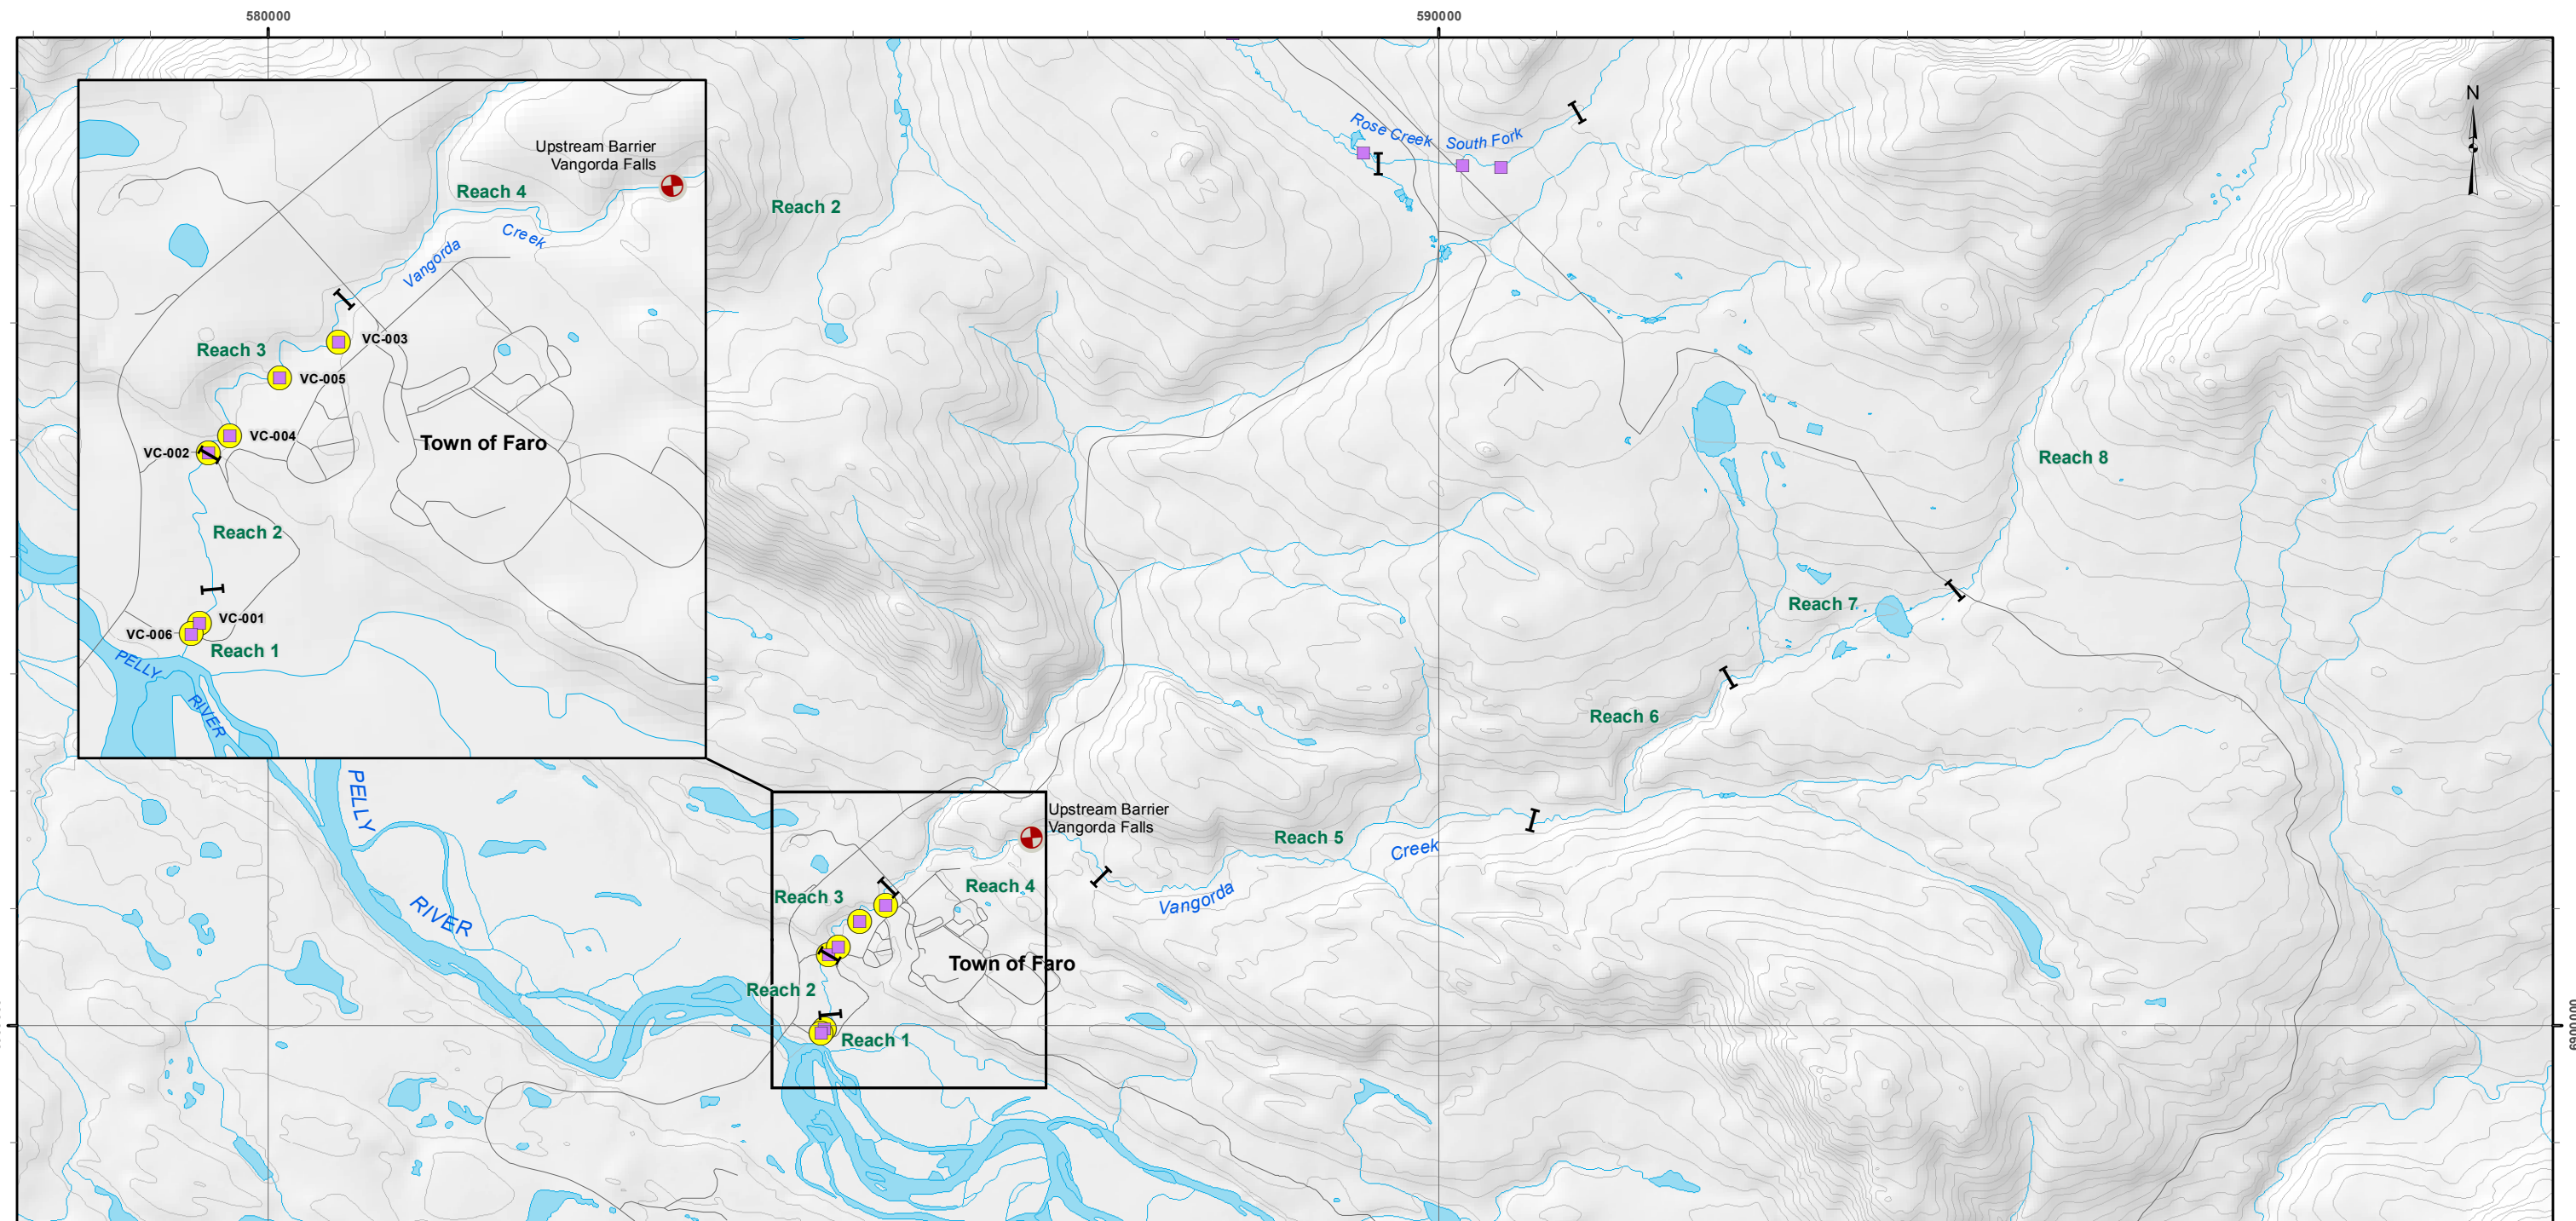 580000
590000
N
Upstream Barrier
Vangorda Falls
Reach 4
Vangorda
Creek
VC-003
Reach 3
VC-005
VC-004
VC-002
Town of Faro
Reach 2
VC-001
VC-006
Reach 1
PELLY
RIVER
Reach 2
Rose Creek
South Fork
Reach 8
Reach 7
Reach 6
Reach 5
Creek
Vangorda
PELLY
RIVER
Upstream Barrier
Vangorda Falls
Reach 3
Reach 4
Town of Faro
Reach 2
Reach 1